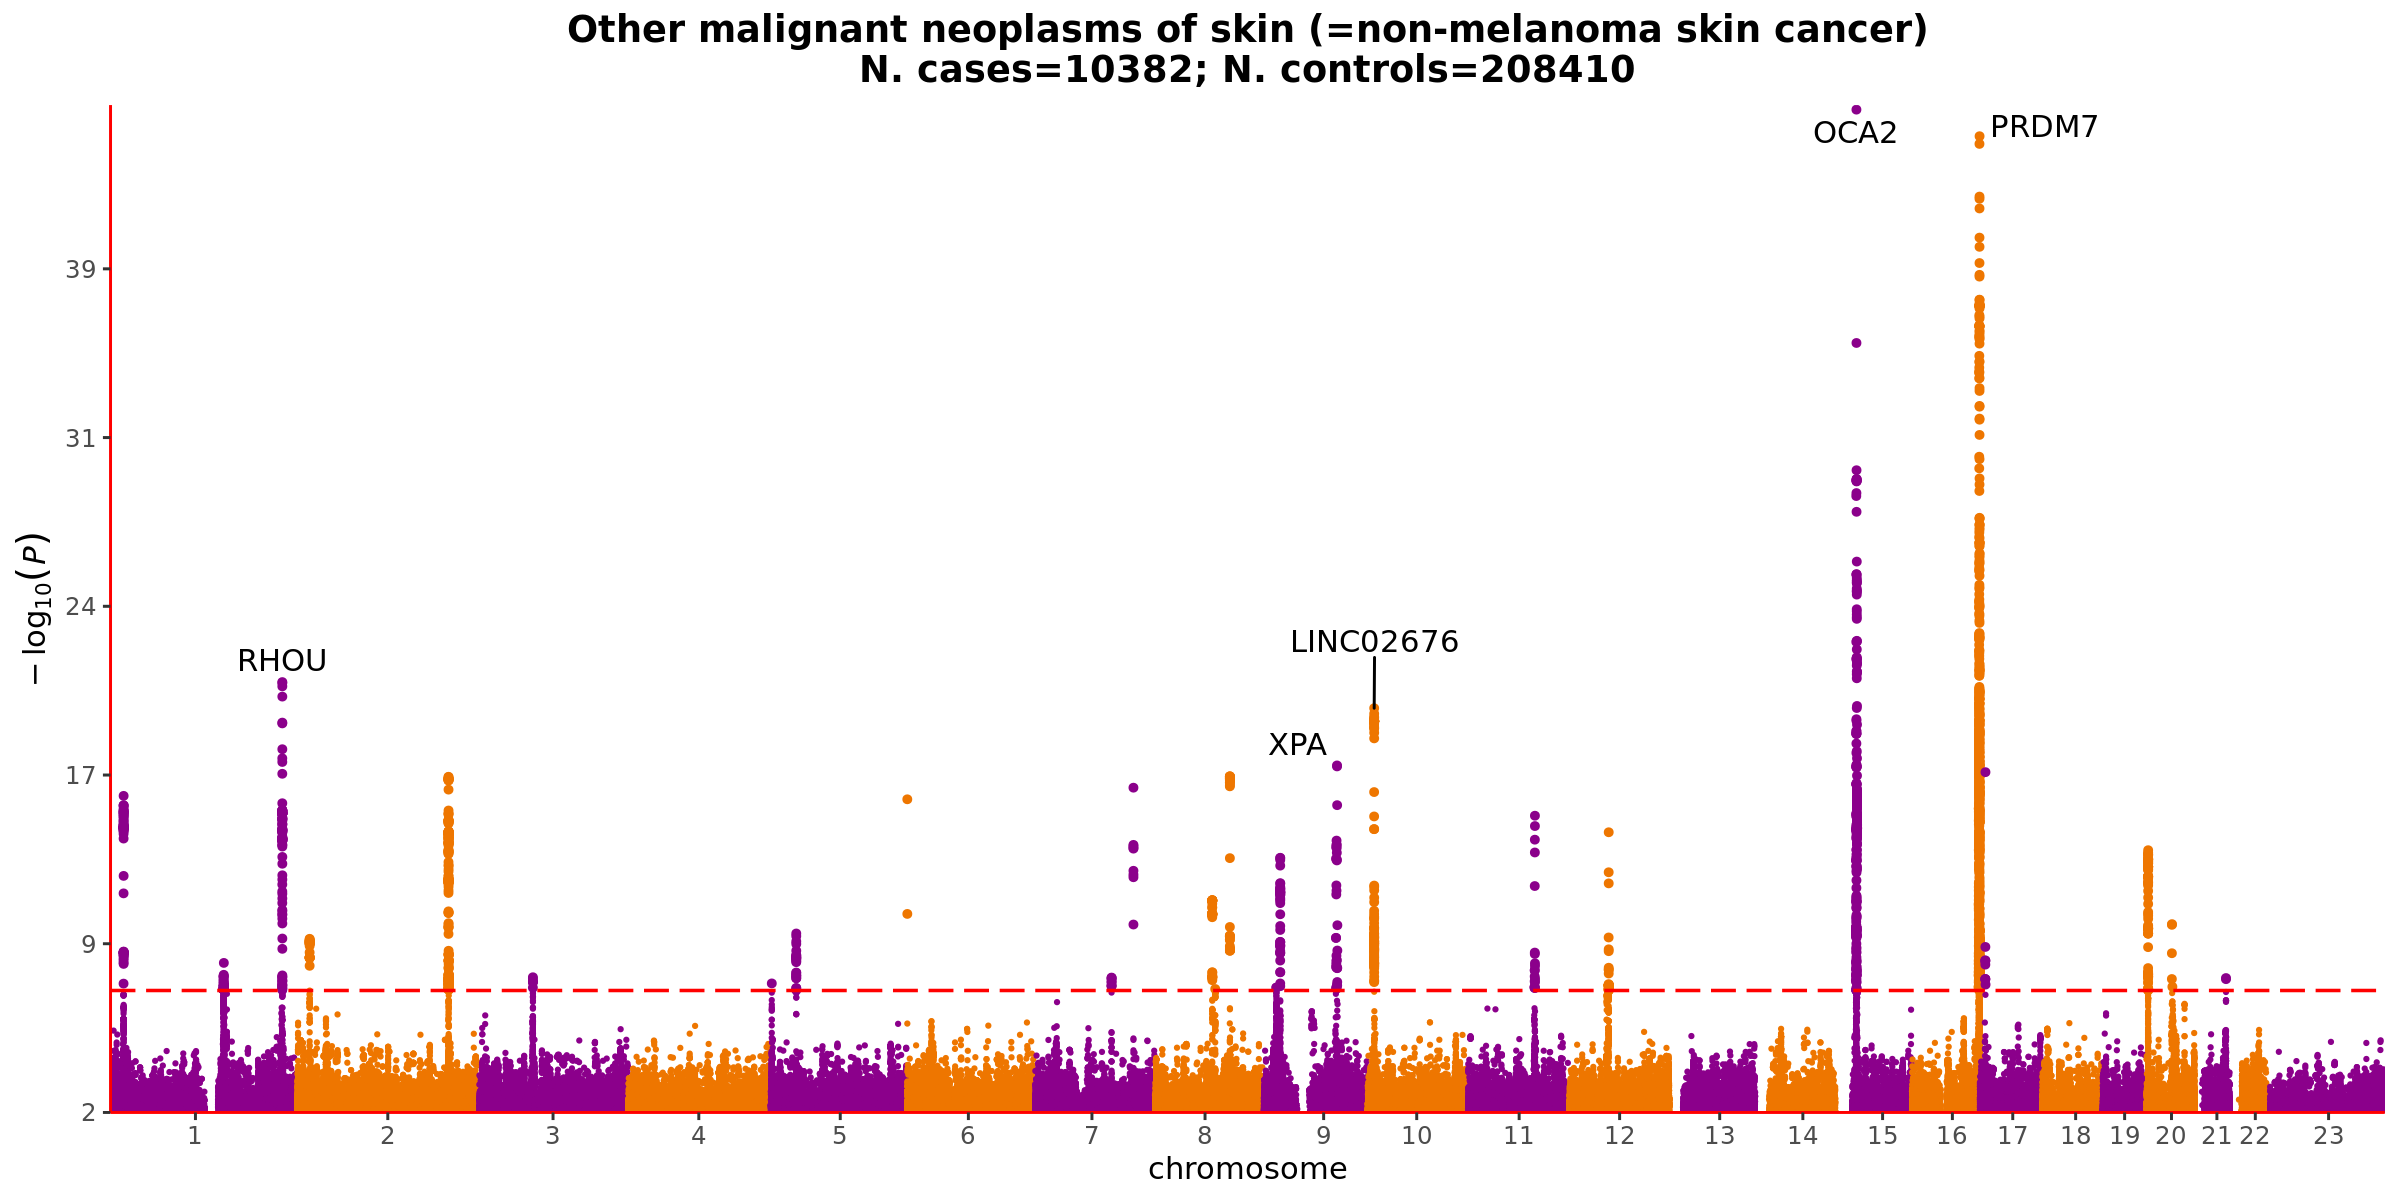 Other malignant neoplasms of skin (=non-melanoma skin cancer)
N. cases=10382; N. controls=208410
OCA2
PRDM7
39
31
24
RHOU
LINC02676
XPA
17
9
2
−log10(P)
1 2 3 4 5 6 7 8 9 10 11 12 13 14 15 16 17 18 19 20 21 22 23
chromosome